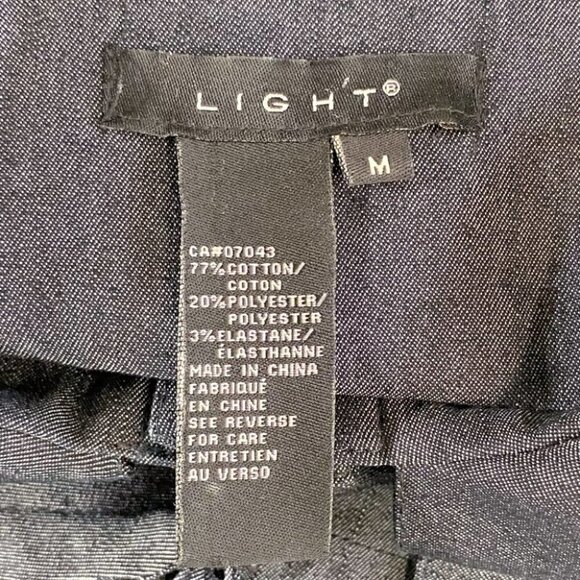 LIGHT®
M
CA#07043
77%COTTON/
COTON
20%POLYESTER/
POLYESTER
3%ELASTANE/
ÉLASTHANNE
MADE IN CHINA
FABRIQUÉ
EN CHINE
SEE REVERSE
FOR CARE
ENTRETIEN
AU VERSO